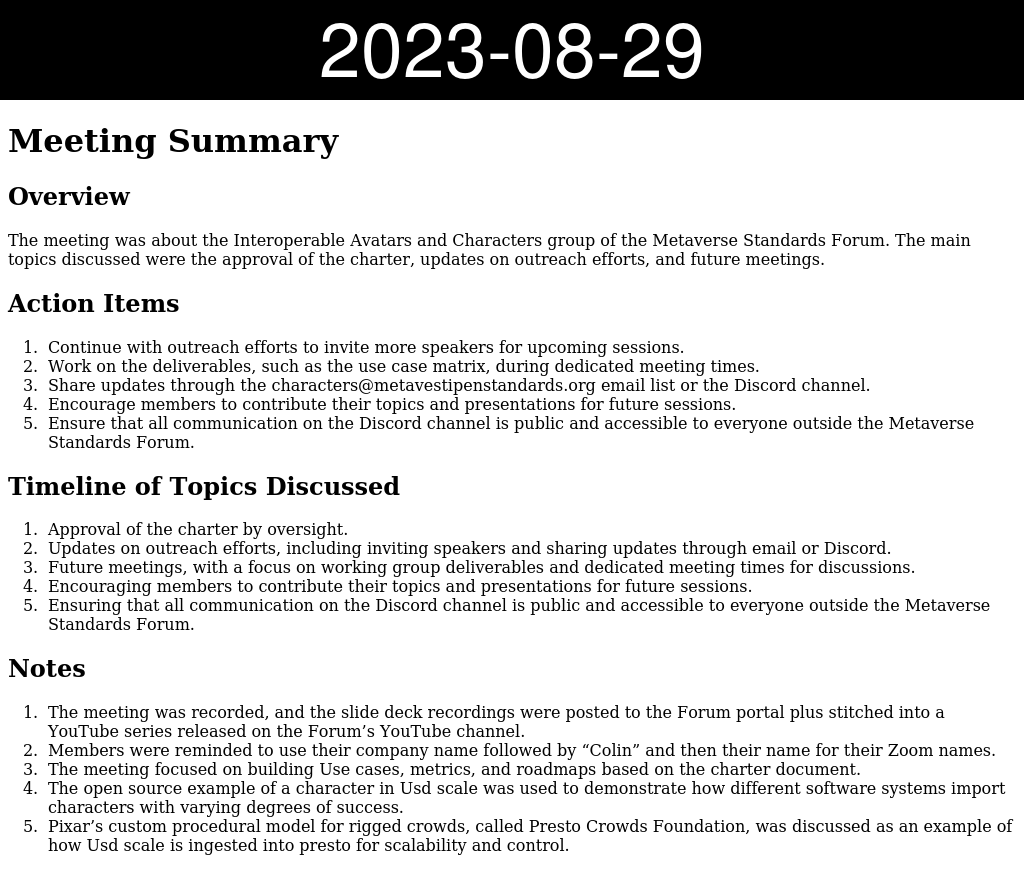 2023-08-29
Meeting Summary
Overview
The meeting was about the Interoperable Avatars and Characters group of the Metaverse Standards Forum. The main
topics discussed were the approval of the charter, updates on outreach efforts, and future meetings.
Action Items
1. Continue with outreach efforts to invite more speakers for upcoming sessions.
2. Work on the deliverables, such as the use case matrix, during dedicated meeting times.
3. Share updates through the characters@metavestipenstandards.org email list or the Discord channel.
4. Encourage members to contribute their topics and presentations for future sessions.
5. Ensure that all communication on the Discord channel is public and accessible to everyone outside the Metaverse
Standards Forum.
Timeline of Topics Discussed
1. Approval of the charter by oversight.
2. Updates on outreach efforts, including inviting speakers and sharing updates through email or Discord.
3. Future meetings, with a focus on working group deliverables and dedicated meeting times for discussions.
4. Encouraging members to contribute their topics and presentations for future sessions.
5. Ensuring that all communication on the Discord channel is public and accessible to everyone outside the Metaverse
Standards Forum.
Notes
1. The meeting was recorded, and the slide deck recordings were posted to the Forum portal plus stitched into a
YouTube series released on the Forum’s YouTube channel.
2. Members were reminded to use their company name followed by “Colin” and then their name for their Zoom names.
3. The meeting focused on building Use cases, metrics, and roadmaps based on the charter document.
4. The open source example of a character in Usd scale was used to demonstrate how different software systems import
characters with varying degrees of success.
5. Pixar’s custom procedural model for rigged crowds, called Presto Crowds Foundation, was discussed as an example of
how Usd scale is ingested into presto for scalability and control.